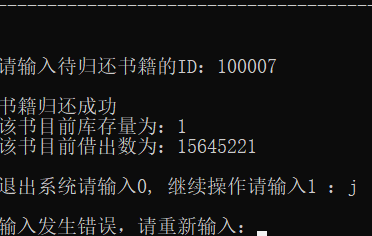 请输入待归还书籍的ID：100007
书籍归还成功
该书目前库存量为：1
该书目前借出数为：15645221
退出系统请输入0, 继续操作请输入1 ：j
输入发生错误，请重新输入：